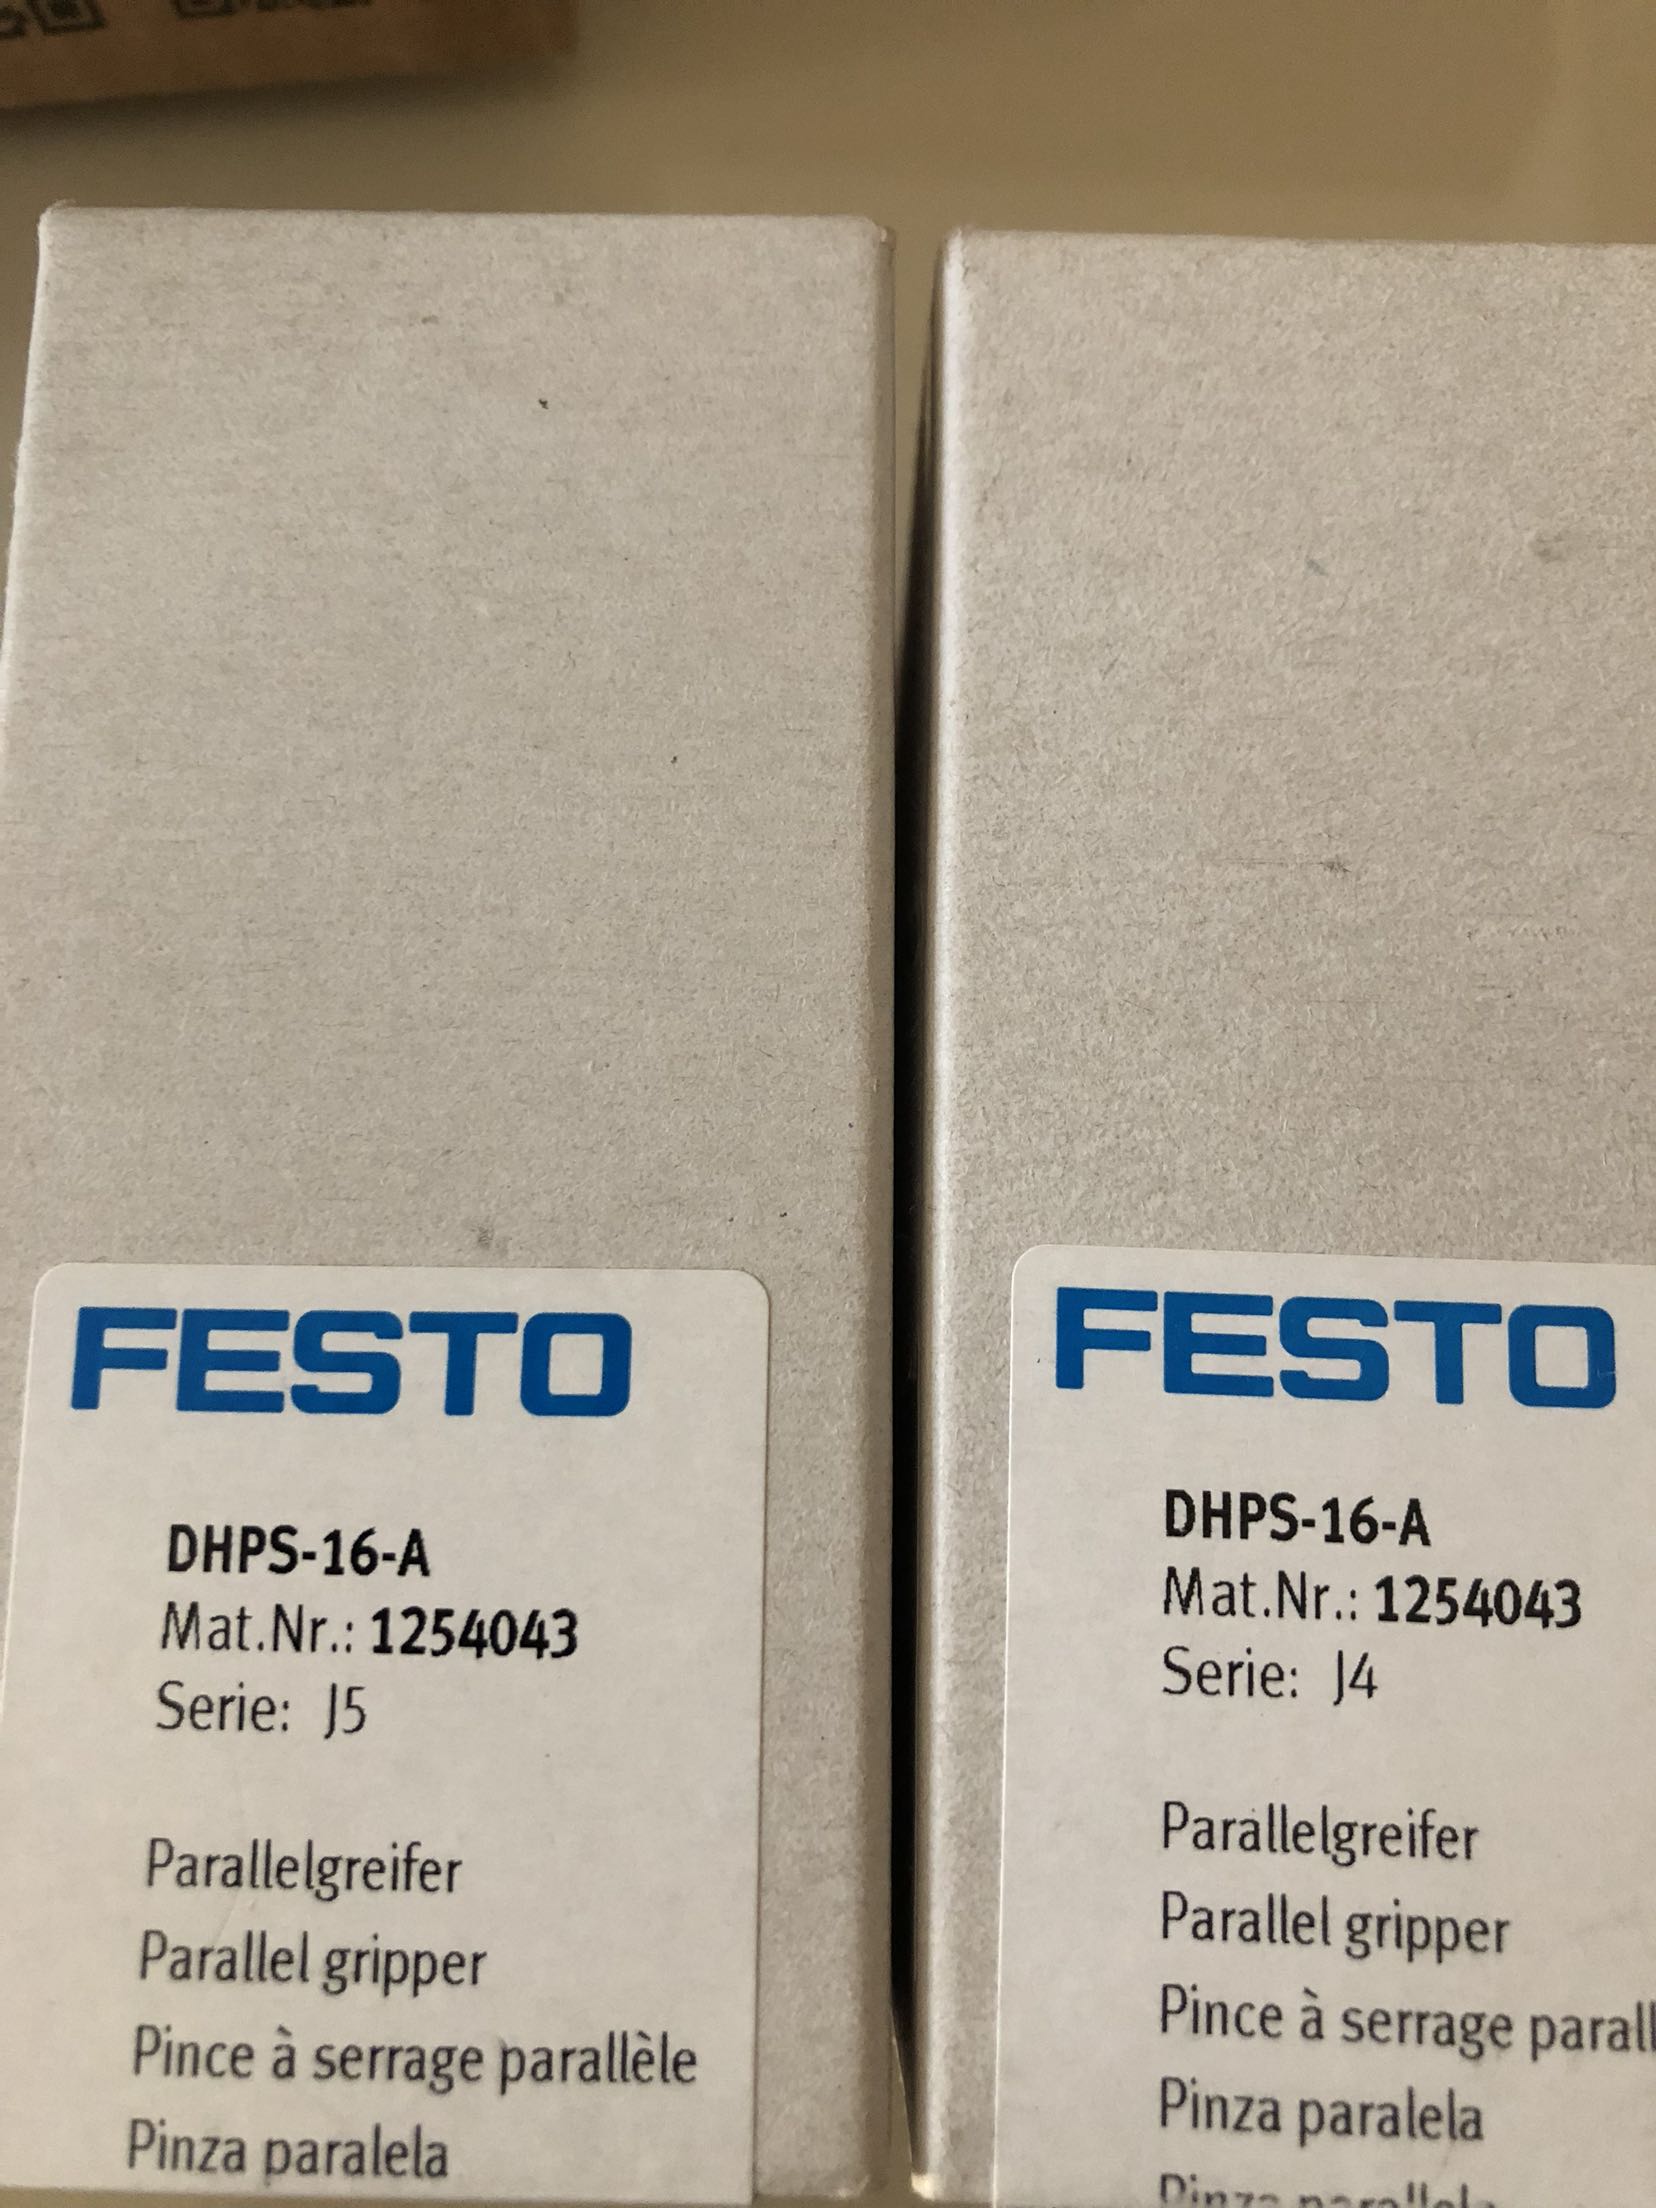 FESTO
DHPS-16-A
Mat.Nr.: 1254043
Serie: J5
Parallelgreifer
Parallel gripper
Pince à serrage parallèle
Pinza paralela
FESTO
DHPS-16-A
Mat.Nr.: 1254043
Serie: J4
Parallelgreifer
Parallel gripper
Pince à serrage parall
Pinza paralela